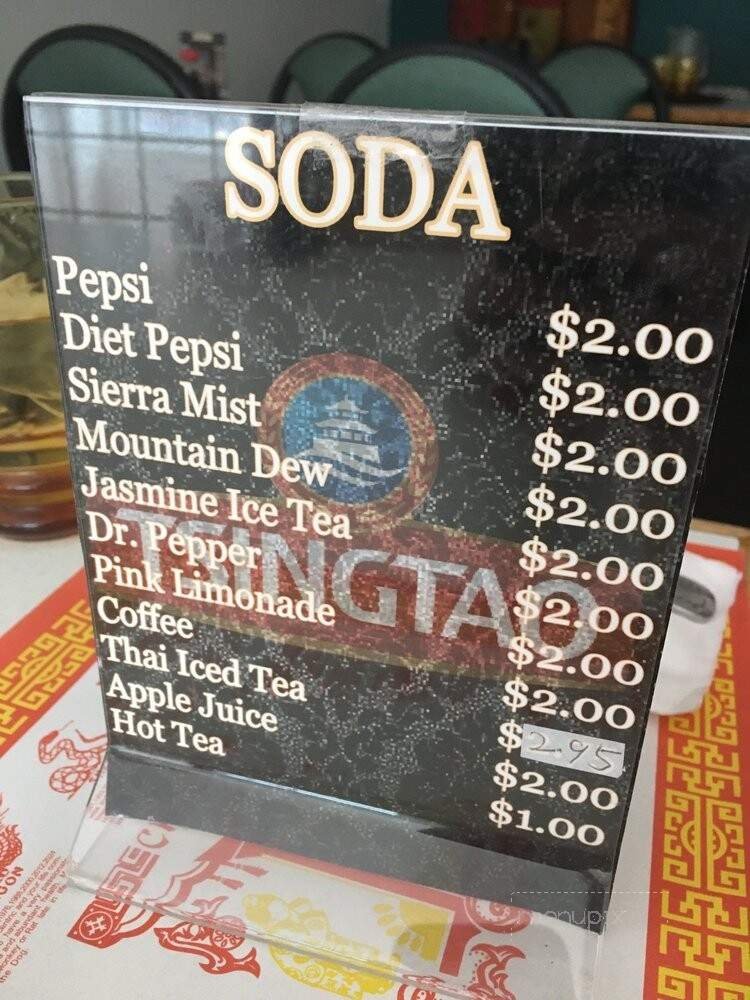 SODA
Pepsi $2.00
Diet Pepsi $2.00
Sierra Mist $2.00
Mountain Dew $2.00
Jasmine Ice Tea $2.00
Dr. Pepper $2.00
Pink Limonade $2.00
Coffee $2.00
Thai Iced Tea $2.95
Apple Juice $2.00
Hot Tea $1.00
TSINGTAO
menupix